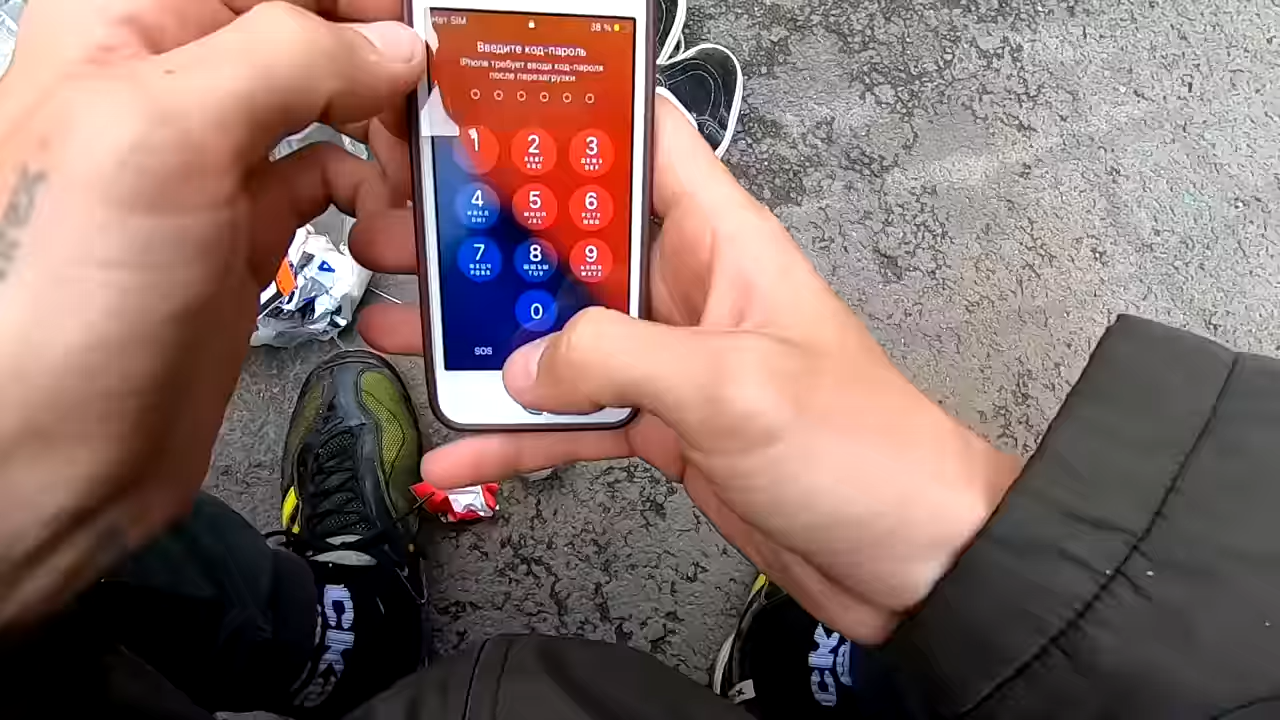 Нет SIM 38 %
Введите код-пароль
iPhone требует ввода код-пароля
после перезагрузки
1 2 3
АБВГ ДЕЖЗ
ABC DEF
4 5 6
ИЙКЛ МНОП РСТУ
GHI JKL MNO
7 8 9
ФХЦЧ ШЩЪЫ ЬЭЮЯ
PQRS TUV WXYZ
0
SOS
CK
CK